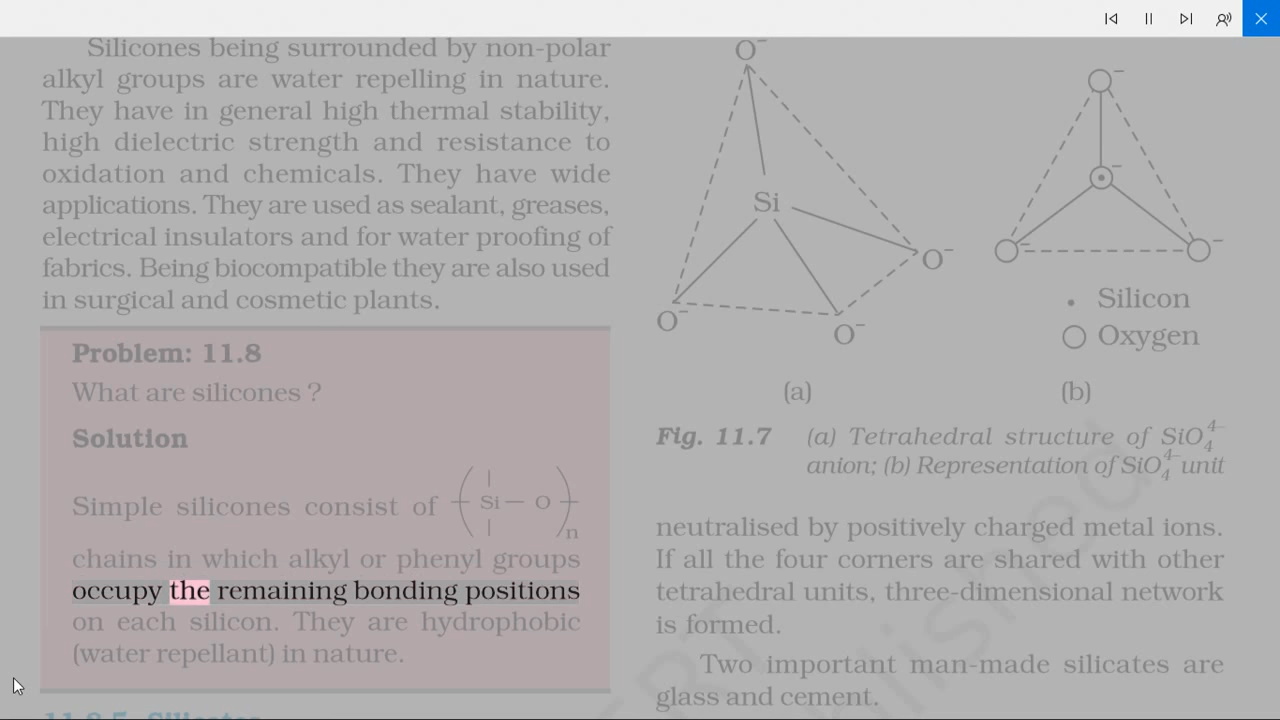 Silicones being surrounded by non-polar
alkyl groups are water repelling in nature.
They have in general high thermal stability,
high dielectric strength and resistance to
oxidation and chemicals. They have wide
applications. They are used as sealant, greases,
electrical insulators and for water proofing of
fabrics. Being biocompatible they are also used
in surgical and cosmetic plants.
Problem: 11.8
What are silicones ?
Solution
Simple silicones consist of (— Si — O —)n
chains in which alkyl or phenyl groups
occupy the remaining bonding positions
on each silicon. They are hydrophobic
(water repellant) in nature.
11.8.5 Silicates
O⁻
Si
O⁻
O⁻
O⁻
Silicon
Oxygen
(a)
(b)
Fig. 11.7 (a) Tetrahedral structure of SiO₄⁴⁻
anion; (b) Representation of SiO₄⁴⁻ unit
neutralised by positively charged metal ions.
If all the four corners are shared with other
tetrahedral units, three-dimensional network
is formed.
Two important man-made silicates are
glass and cement.